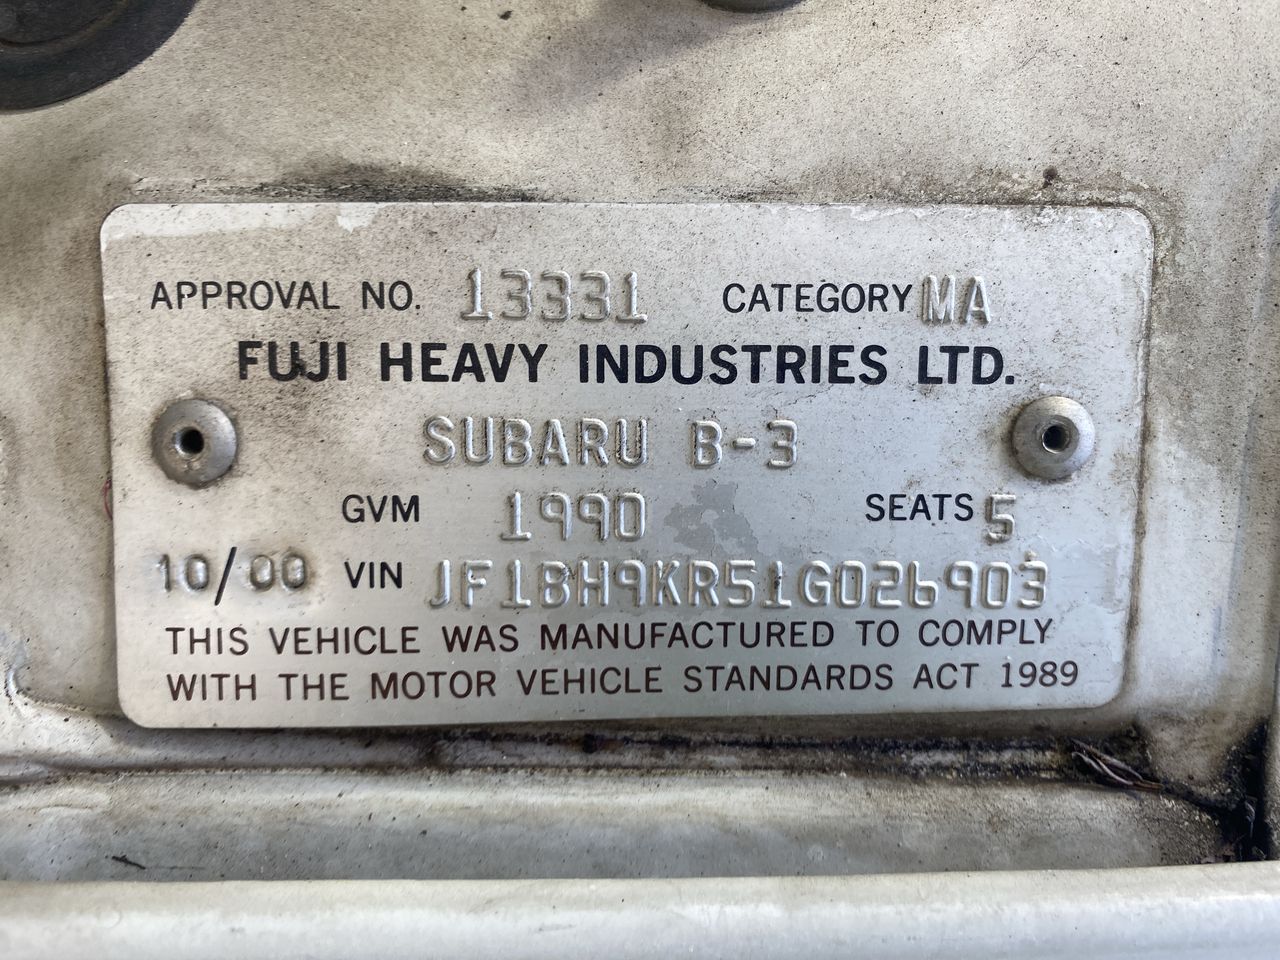 APPROVAL NO. 13331 CATEGORY MA
FUJI HEAVY INDUSTRIES LTD.
SUBARU B-3
GVM 1990 SEATS 5
10/00 VIN JF1BH9KR51G026903
THIS VEHICLE WAS MANUFACTURED TO COMPLY
WITH THE MOTOR VEHICLE STANDARDS ACT 1989